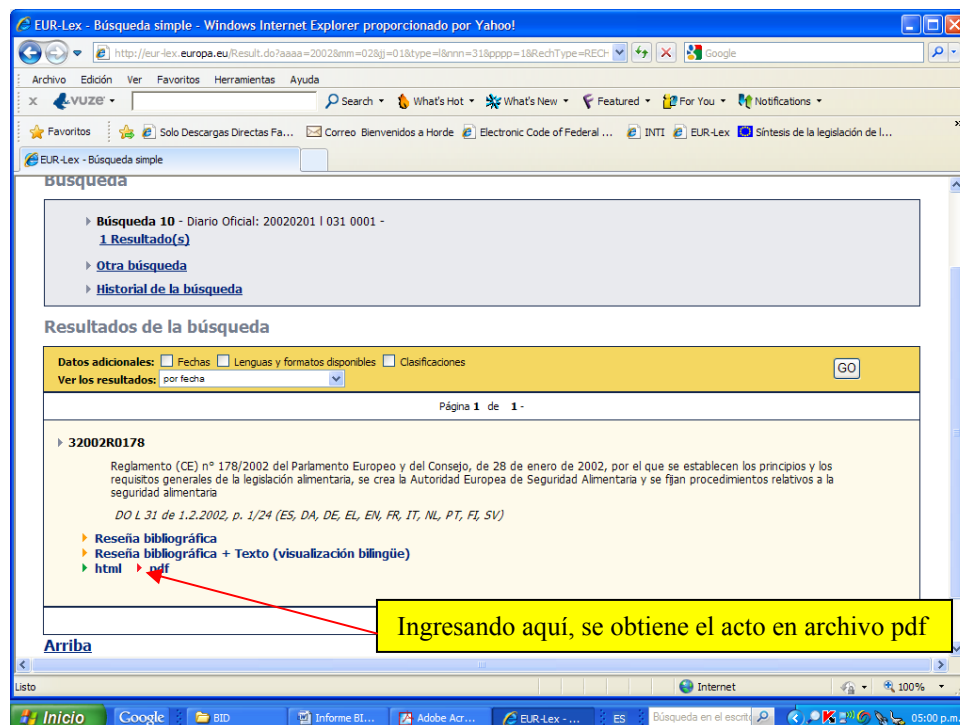 EUR-Lex - Búsqueda simple - Windows Internet Explorer proporcionado por Yahoo!
http://eur-lex.europa.eu/Result.do?aaaa=2002&mm=02&jj=01&type=l&nnn=31&pppp=1&RechType=RECH
Google
Archivo Edición Ver Favoritos Herramientas Ayuda
x vuze Search What's Hot What's New Featured For You Notifications
Favoritos Solo Descargas Directas Fa... Correo Bienvenidos a Horde Electronic Code of Federal ... INTI EUR-Lex Síntesis de la legislación de l...
EUR-Lex - Búsqueda simple
Búsqueda
Búsqueda 10 - Diario Oficial: 20020201 l 031 0001 -
1 Resultado(s)
Otra búsqueda
Historial de la búsqueda
Resultados de la búsqueda
Datos adicionales: Fechas Lenguas y formatos disponibles Clasificaciones
GO
Ver los resultados: por fecha
Página 1 de 1 -
32002R0178
Reglamento (CE) n° 178/2002 del Parlamento Europeo y del Consejo, de 28 de enero de 2002, por el que se establecen los principios y los
requisitos generales de la legislación alimentaria, se crea la Autoridad Europea de Seguridad Alimentaria y se fijan procedimientos relativos a la
seguridad alimentaria
DO L 31 de 1.2.2002, p. 1/24 (ES, DA, DE, EL, EN, FR, IT, NL, PT, FI, SV)
Reseña bibliográfica
Reseña bibliográfica + Texto (visualización bilingüe)
html pdf
Ingresando aquí, se obtiene el acto en archivo pdf
Arriba
Listo Internet 100%
Inicio Google BID Informe BI... Adobe Acr... EUR-Lex - ... ES Búsqueda en el escrito 05:00 p.m.